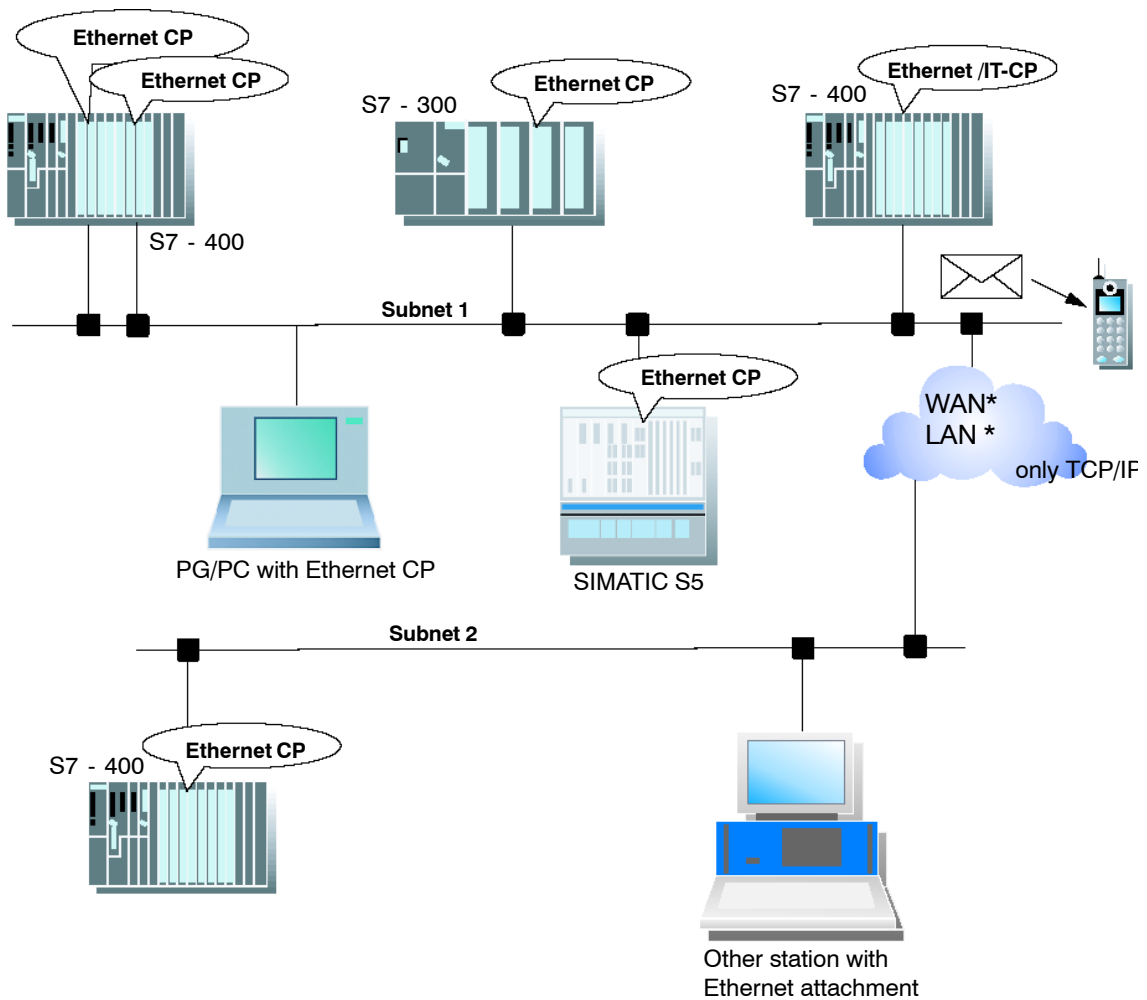 Ethernet CP
Ethernet CP
S7 - 400
S7 - 300
Ethernet CP
S7 - 400
Ethernet /IT-CP
Subnet 1
Ethernet CP
WAN*
LAN *
only TCP/IP
PG/PC with Ethernet CP
SIMATIC S5
Subnet 2
Ethernet CP
S7 - 400
Other station with
Ethernet attachment